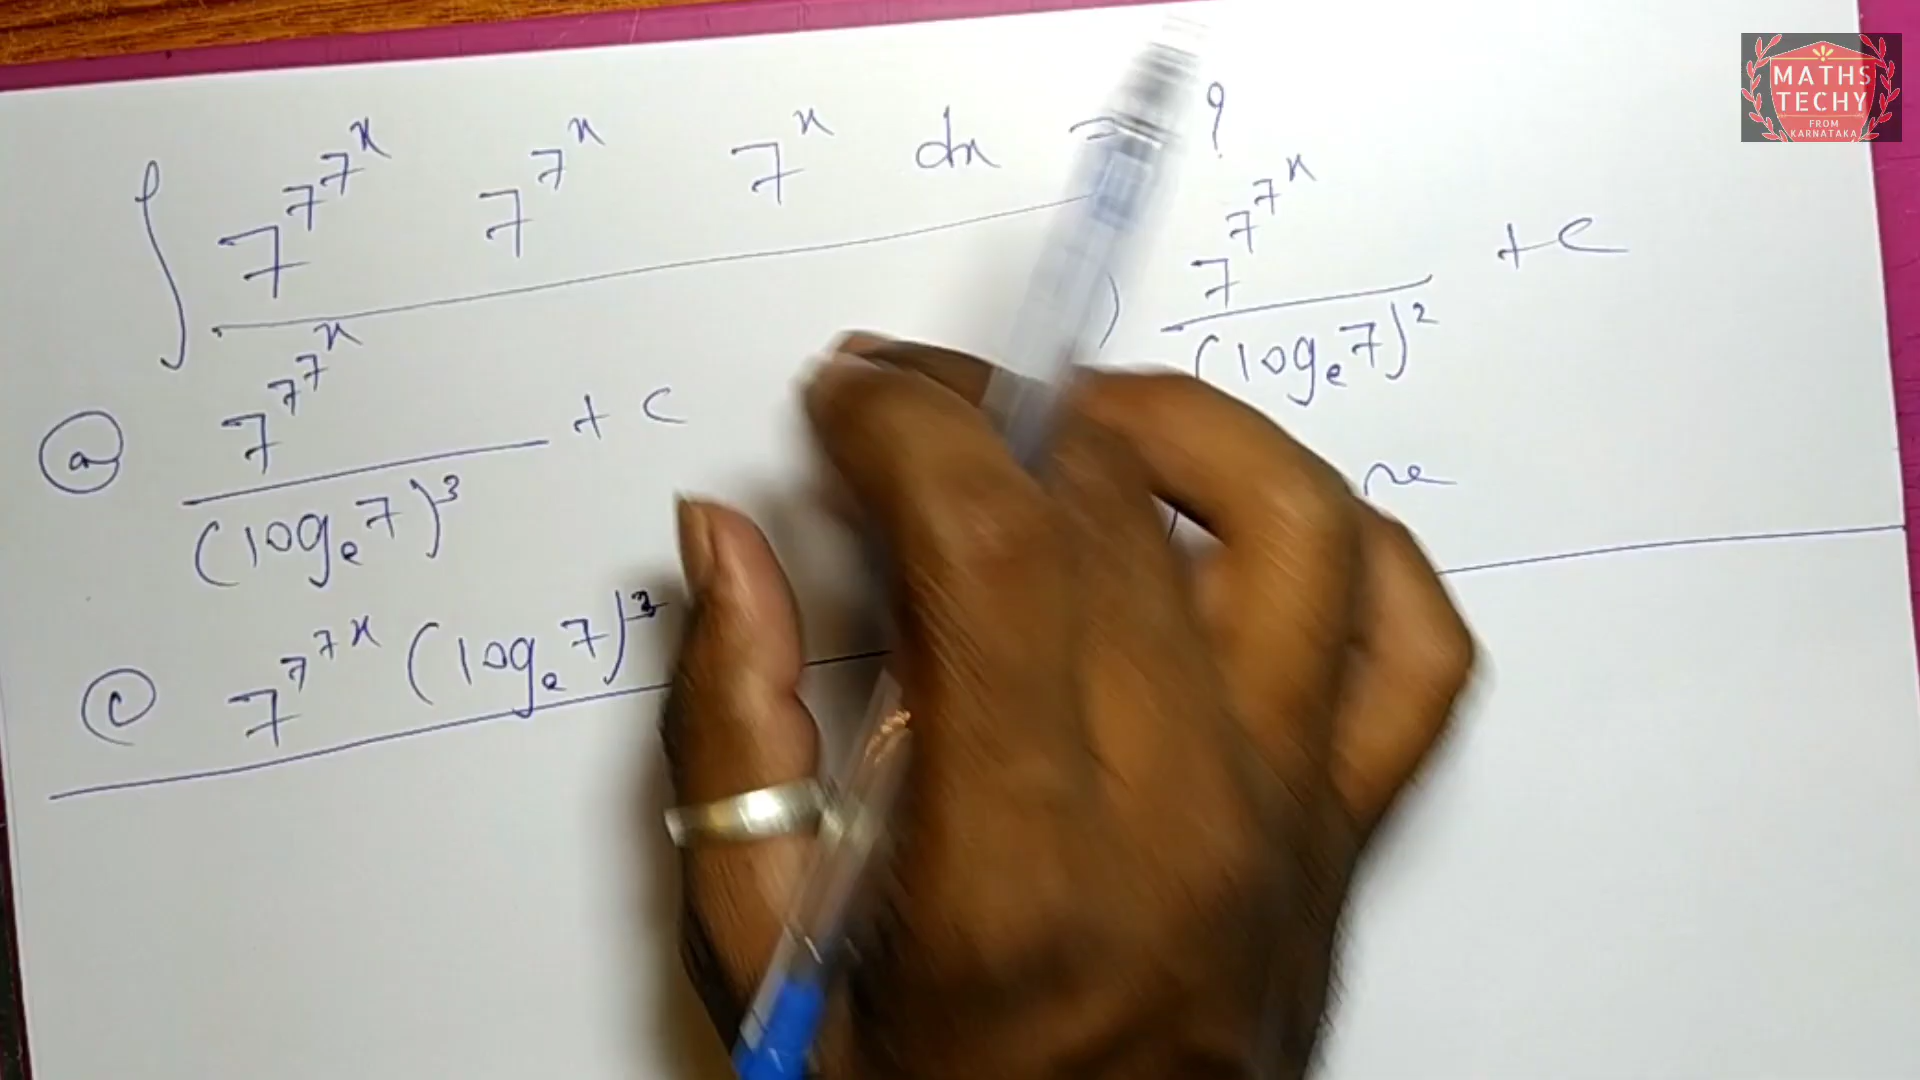 ∫ 7^7^7^x 7^7^x 7^x dx = ?
(a) 7^7^7^x / (log_e 7)^3 + c
) 7^7^7^x / (log_e 7)^2 + c
(c) 7^7^7^x (log_e 7)^3
MATHS
TECHY
FROM
KARNATAKA